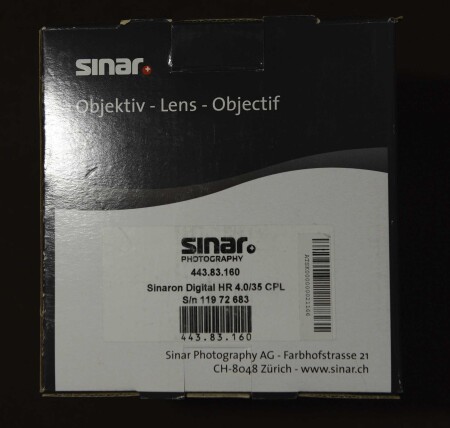 sinar
Objektiv - Lens - Objectif
sinar
PHOTOGRAPHY
443.83.160
Sinaron Digital HR 4.0/35 CPL
S/n 119 72 683
443.83.160
Sinar Photography AG - Farbhofstrasse 21
CH-8048 Zürich - www.sinar.ch